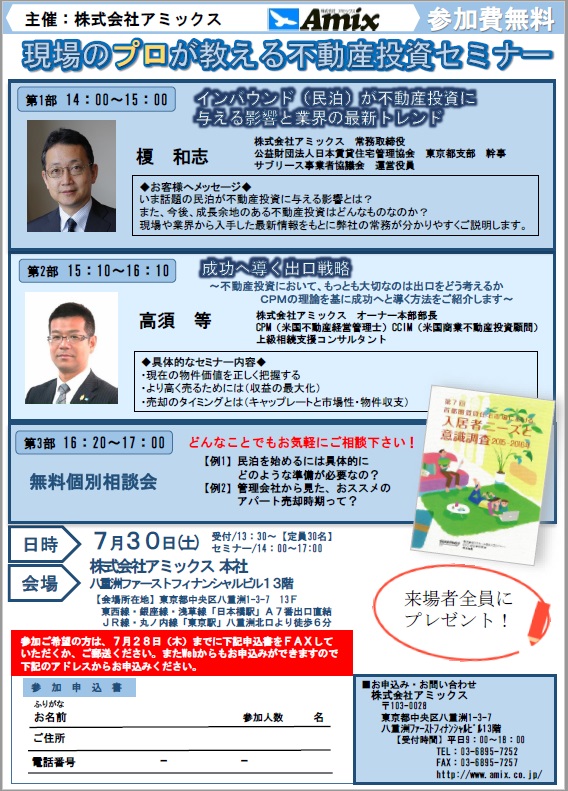 主催：株式会社アミックス
株式会社 アミックス
Amix
参加費無料
現場のプロが教える不動産投資セミナー
第1部 14：00～15：00
インバウンド（民泊）が不動産投資に
与える影響と業界の最新トレンド
榎 和志
株式会社アミックス 常務取締役
公益財団法人日本賃貸住宅管理協会 東京都支部 幹事
サブリース事業者協議会 運営役員
◆お客様へメッセージ◆
いま話題の民泊が不動産投資に与える影響とは？
また、今後、成長余地のある不動産投資はどんなものなのか？
現場や業界から入手した最新情報をもとに弊社の常務が分かりやすくご説明します。
第2部 15：10～16：10
成功へ導く出口戦略
～不動産投資において、もっとも大切なのは出口をどう考えるか
CPMの理論を基に成功へと導く方法をご紹介します～
高須 等
株式会社アミックス オーナー本部部長
CPM（米国不動産経営管理士）CCIM（米国商業不動産投資顧問）
上級相続支援コンサルタント
◆具体的なセミナー内容◆
・現在の物件価値を正しく把握する
・より高く売るためには（収益の最大化）
・売却のタイミングとは（キャップレートと市場性・物件収支）
第3部 16：20～17：00
どんなことでもお気軽にご相談下さい！
無料個別相談会
【例1】 民泊を始めるには具体的に
どのような準備が必要なの？
【例2】 管理会社から見た、おススメの
アパート売却時期って？
第7回
入居者ニーズと
意識調査 2015-2016
日時
7月30日（土）
受付/13：30～【定員30名】
セミナー/14：00～17：00
会場
株式会社アミックス 本社
八重洲ファーストフィナンシャルビル13階
【会場所在地】東京都中央区八重洲1-3-7 13F
東西線・銀座線・浅草線「日本橋駅」A7番出口直結
JR線・丸ノ内線「東京駅」八重洲北口より徒歩6分
来場者全員に
プレゼント！
参加ご希望の方は、7月28日（木）までに下記申込書をFAXして
いただくか、ご郵送ください。またWebからもお申込みができますので
下記のアドレスからお申込みください。
参加申込書
ふりがな
お名前 参加人数 名
ご住所
電話番号 － －
■お申込み・お問い合わせ
株式会社アミックス
〒103-0028
東京都中央区八重洲1-3-7
八重洲ファーストフィナンシャルビル13階
【受付時間】平日9：00～18：00
TEL：03-6895-7252
FAX：03-6895-7257
http://www.amix.co.jp/